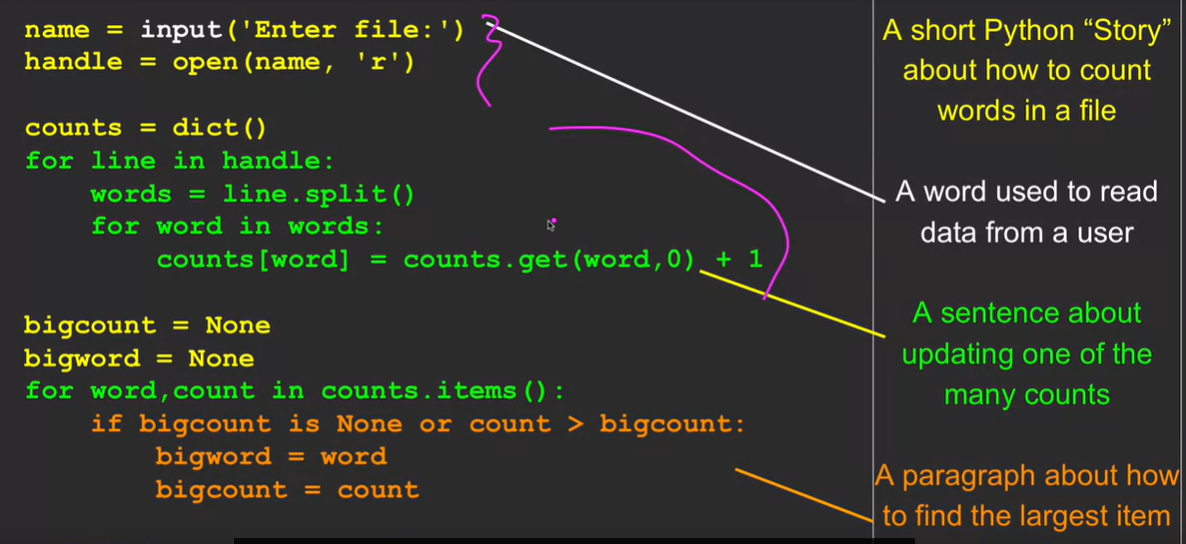 name = input('Enter file:')
handle = open(name, 'r')
counts = dict()
for line in handle:
    words = line.split()
    for word in words:
        counts[word] = counts.get(word,0) + 1
bigcount = None
bigword = None
for word,count in counts.items():
    if bigcount is None or count > bigcount:
        bigword = word
        bigcount = count
A short Python “Story”
about how to count
words in a file
A word used to read
data from a user
A sentence about
updating one of the
many counts
A paragraph about how
to find the largest item